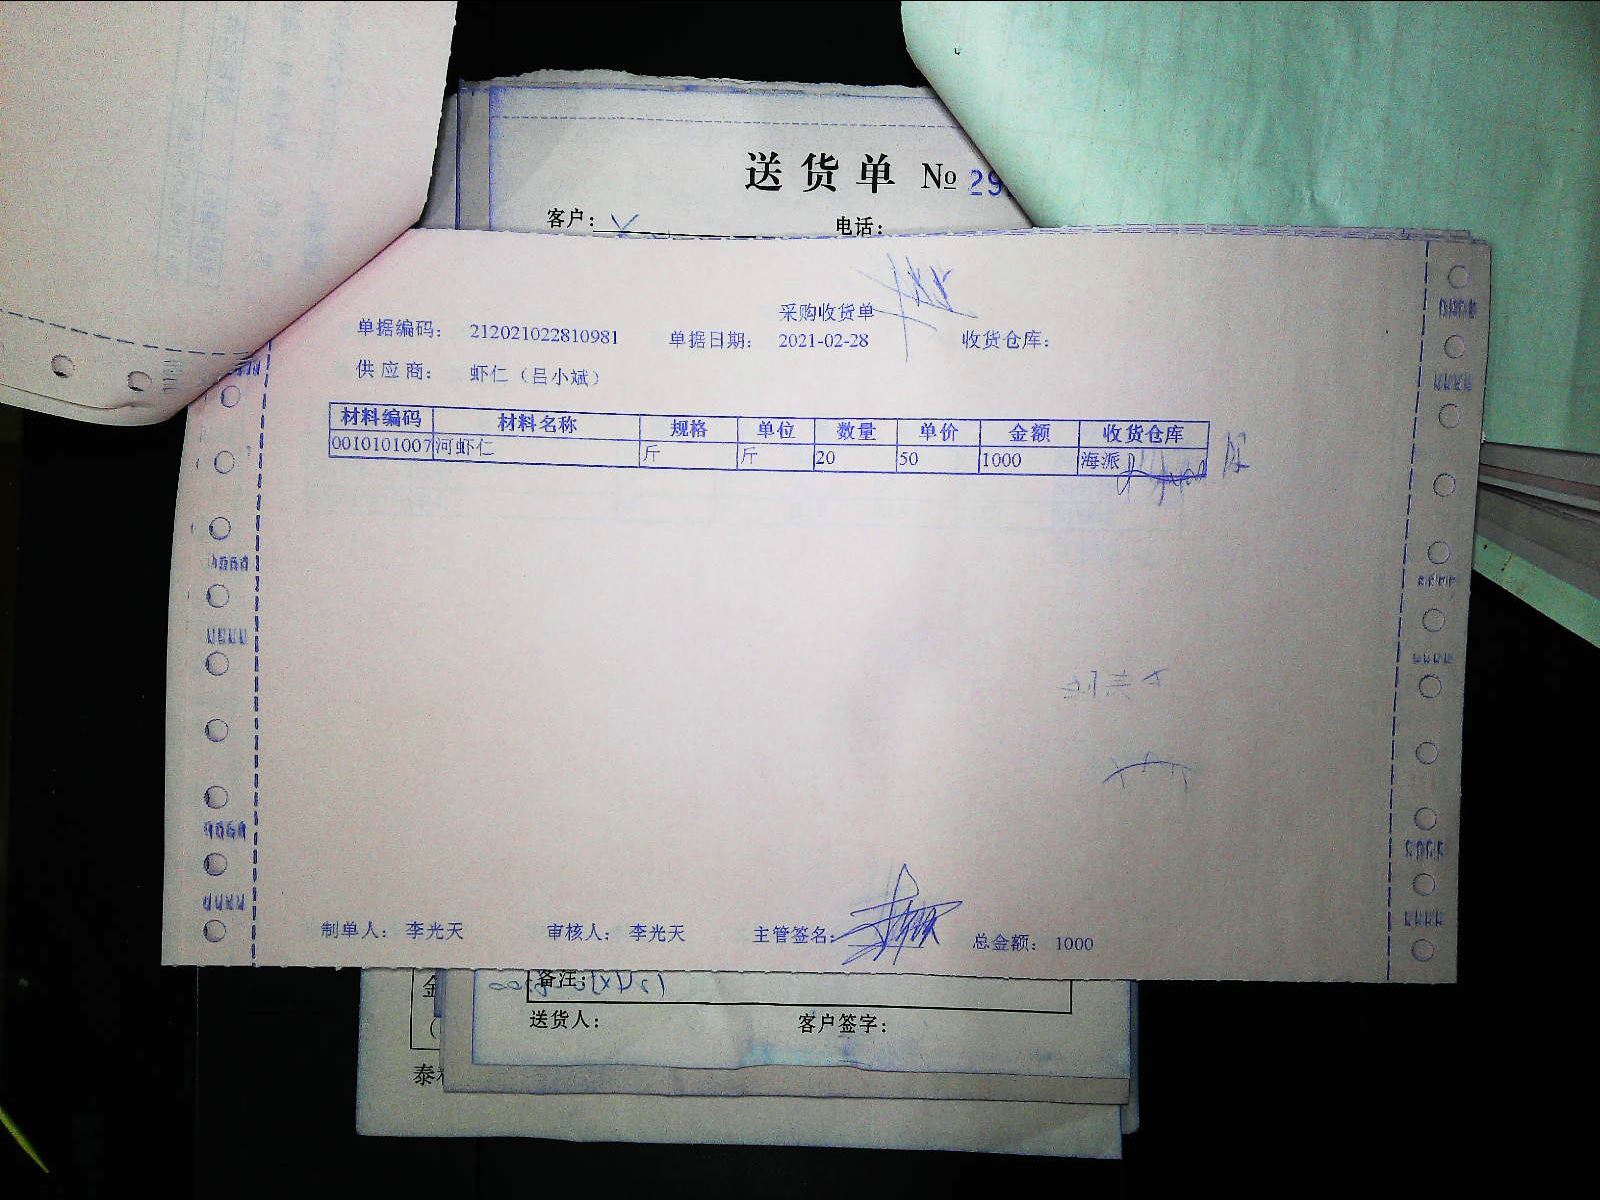 送货单 № 29
客户： 电话：
采购收货单
单据编码： 212021022810981 单据日期： 2021-02-28 收货仓库：
供应商： 虾仁（吕小斌）
材料编码 材料名称 规格 单位 数量 单价 金额 收货仓库
0010101007 河虾仁 斤 斤 20 50 1000 海派
制单人： 李光天 审核人： 李光天 主管签名： 总金额： 1000
金 备注：
送货人： 客户签字：
泰